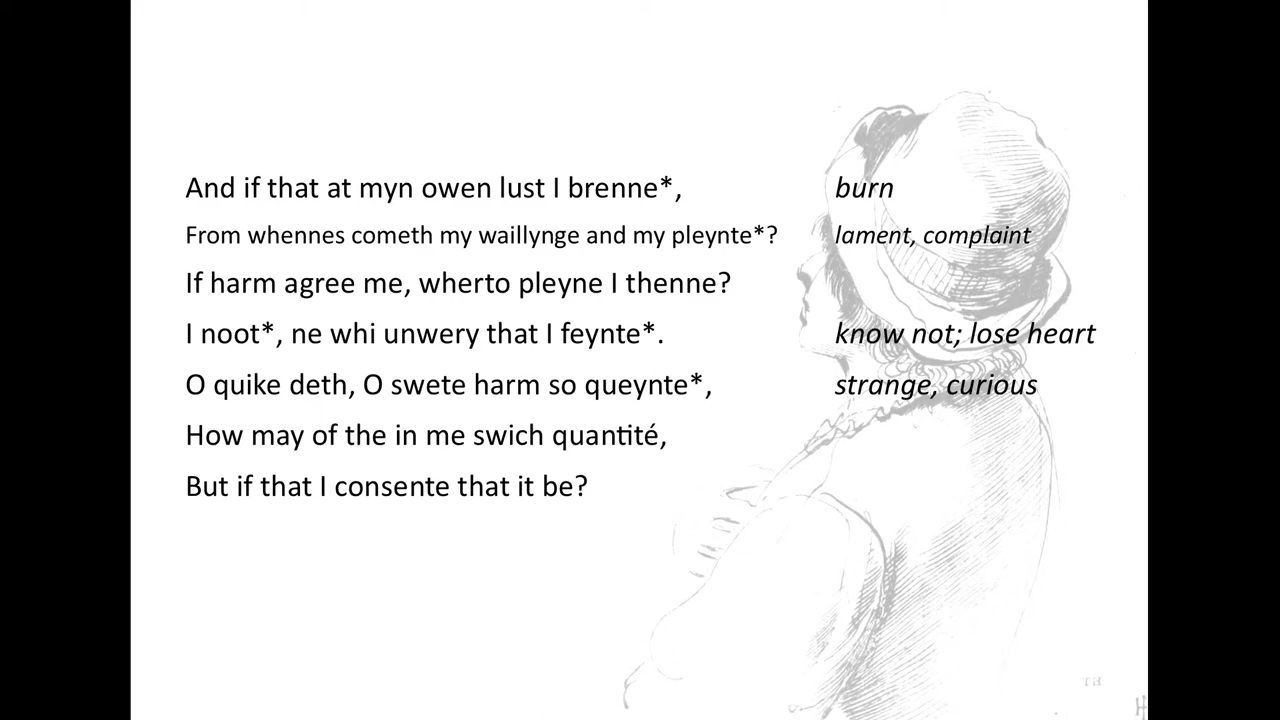 And if that at myn owen lust I brenne*, burn
From whennes cometh my waillynge and my pleynte*? lament, complaint
If harm agree me, wherto pleyne I thenne?
I noot*, ne whi unwery that I feynte*. know not; lose heart
O quike deth, O swete harm so queynte*, strange, curious
How may of the in me swich quantité,
But if that I consente that it be?